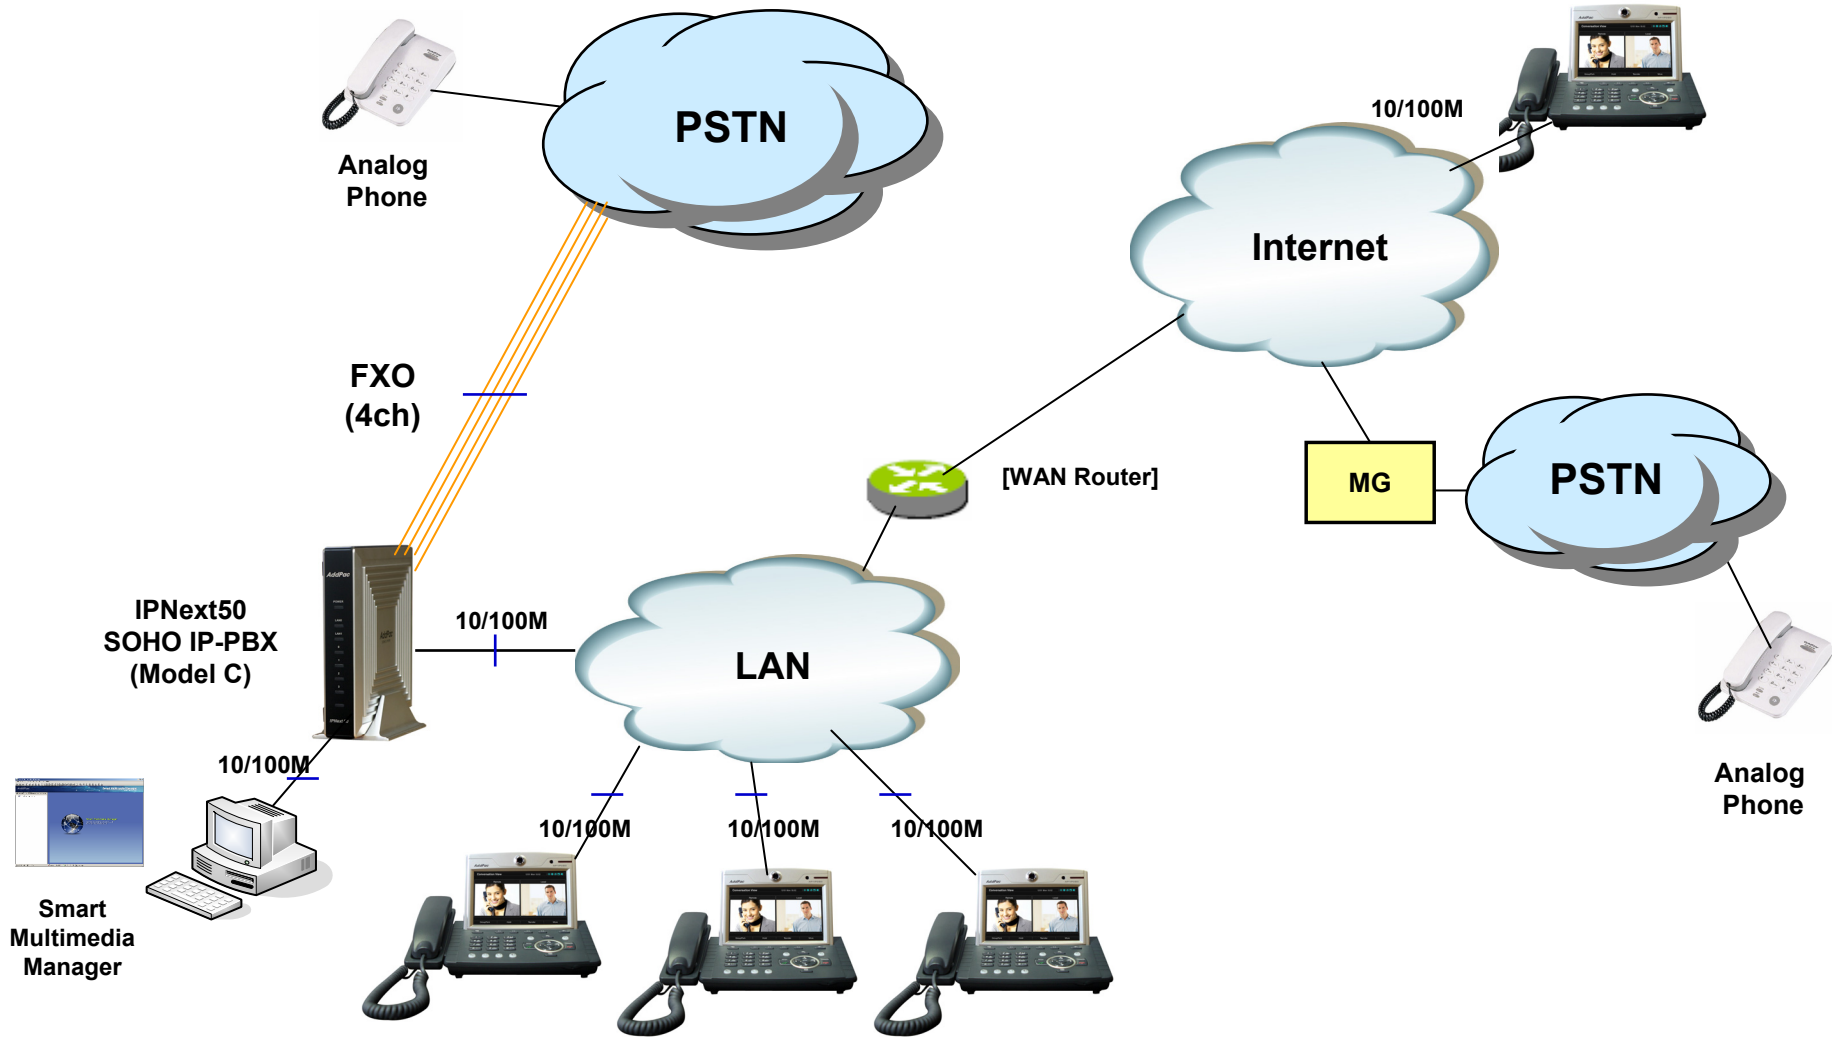 PSTN
Analog
Phone
10/100M
Internet
FXO
(4ch)
[WAN Router]
MG
PSTN
AddPac
IPNext50
SOHO IP-PBX
(Model C)
10/100M
LAN
10/100M
Analog
Phone
10/100M
10/100M
10/100M
Smart
Multimedia
Manager